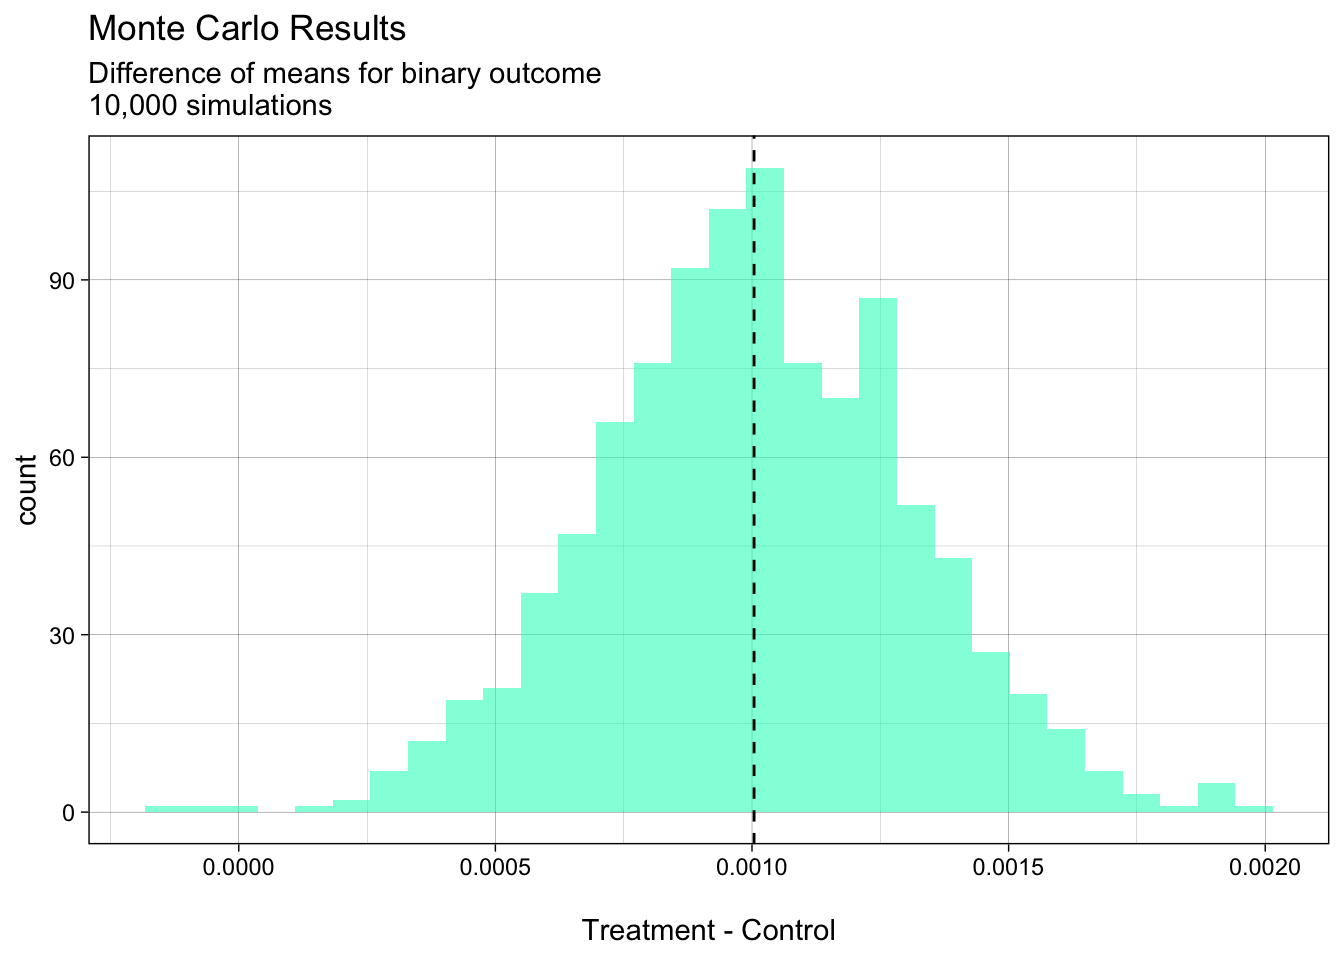 Monte Carlo Results
Difference of means for binary outcome
10,000 simulations
count
90
60
30
0
0.0000
0.0005
0.0010
0.0015
0.0020
Treatment - Control